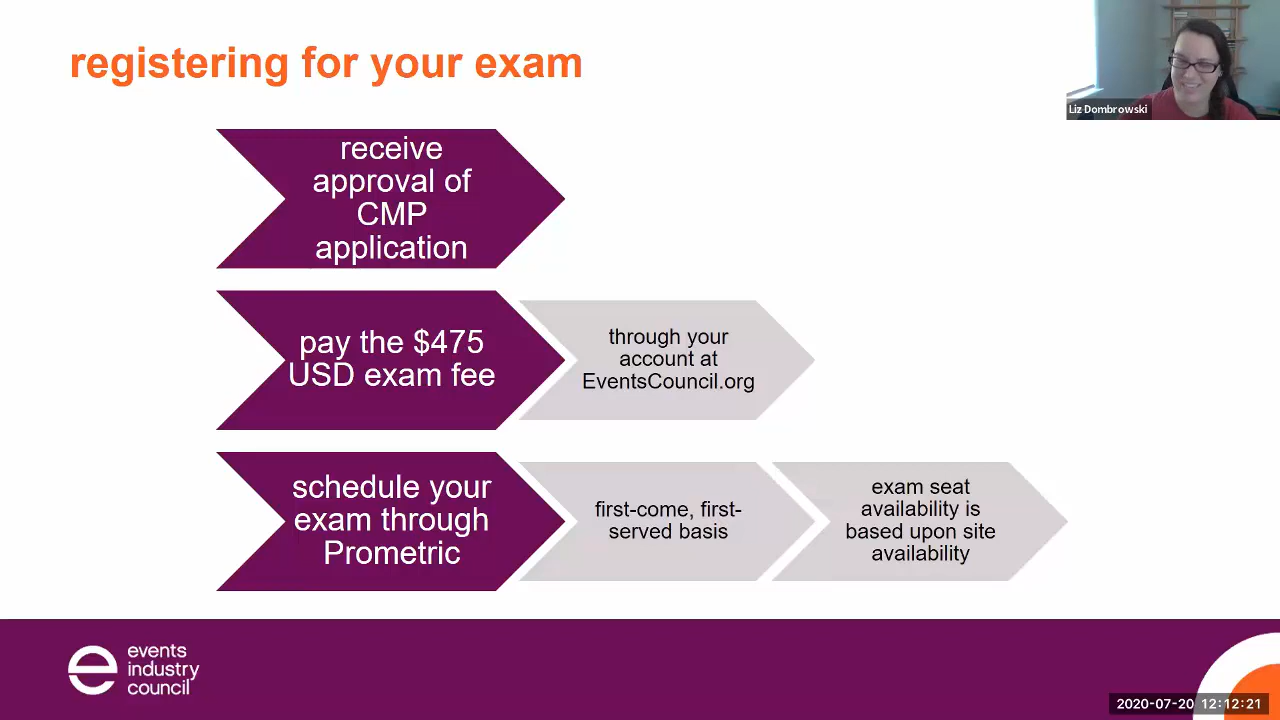 registering for your exam
Liz Dombrowski
receive
approval of
CMP
application
pay the $475
USD exam fee
through your
account at
EventsCouncil.org
schedule your
exam through
Prometric
first-come, first-
served basis
exam seat
availability is
based upon site
availability
events
industry
council
2020-07-20 12:12:21